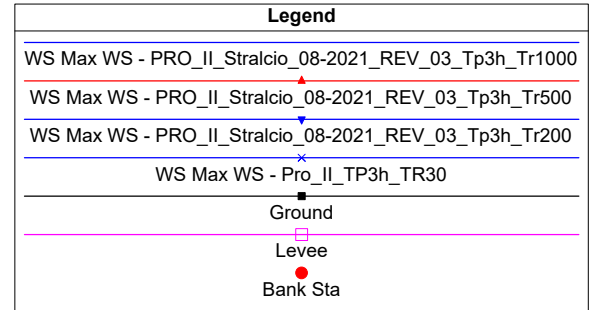 Legend
WS Max WS - PRO_II_Stralcio_08-2021_REV_03_Tp3h_Tr1000
WS Max WS - PRO_II_Stralcio_08-2021_REV_03_Tp3h_Tr500
WS Max WS - PRO_II_Stralcio_08-2021_REV_03_Tp3h_Tr200
WS Max WS - Pro_II_TP3h_TR30
Ground
Levee
Bank Sta